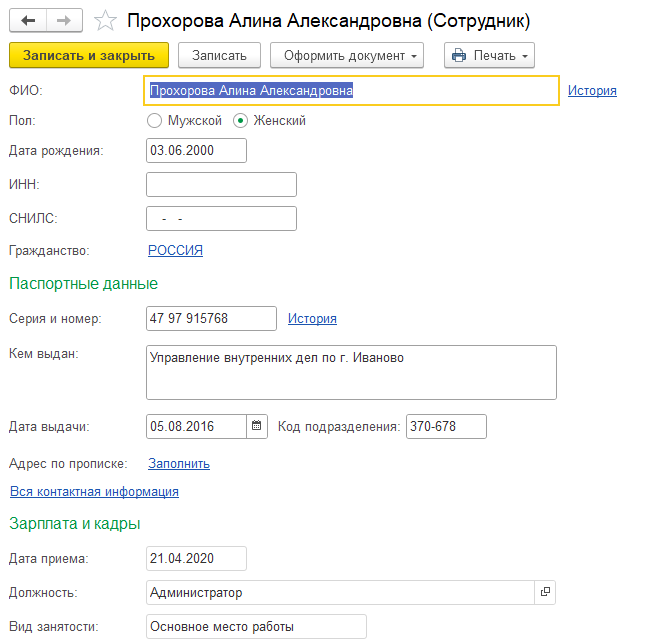 Прохорова Алина Александровна (Сотрудник)
Записать и закрыть Записать Оформить документ Печать
ФИО: Прохорова Алина Александровна История
Пол: Мужской Женский
Дата рождения: 03.06.2000
ИНН:
СНИЛС: - -
Гражданство: РОССИЯ
Паспортные данные
Серия и номер: 47 97 915768 История
Кем выдан: Управление внутренних дел по г. Иваново
Дата выдачи: 05.08.2016 Код подразделения: 370-678
Адрес по прописке: Заполнить
Вся контактная информация
Зарплата и кадры
Дата приема: 21.04.2020
Должность: Администратор
Вид занятости: Основное место работы